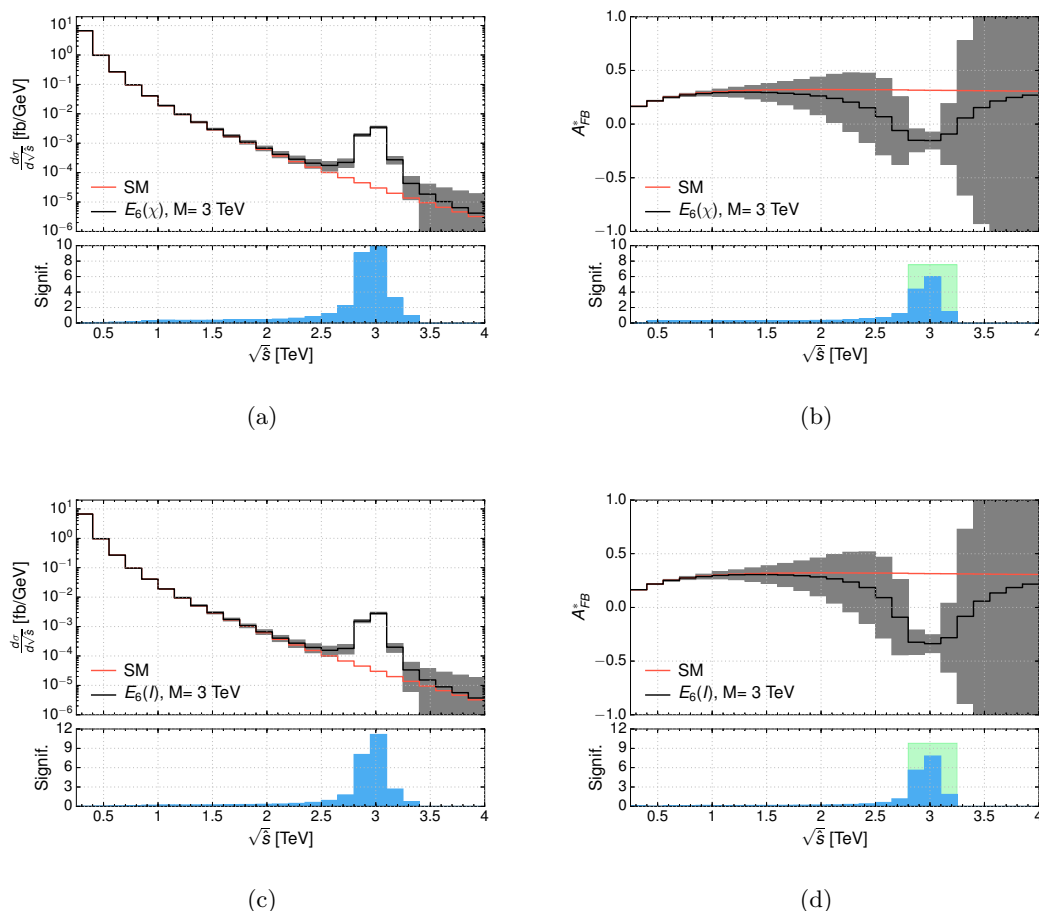 10^1
10^0
10^−1
10^−2
10^−3
10^−4
10^−5
10^−6
dσ/d√ŝ [fb/GeV]
SM
E_6(χ), M= 3 TeV
10
8
6
4
2
0
Signif.
0.5 1 1.5 2 2.5 3 3.5 4
√ŝ [TeV]
(a)
1.0
0.5
0.0
−0.5
−1.0
A*_FB
SM
E_6(χ), M= 3 TeV
10
8
6
4
2
0
Signif.
0.5 1 1.5 2 2.5 3 3.5 4
√ŝ [TeV]
(b)
10^1
10^0
10^−1
10^−2
10^−3
10^−4
10^−5
10^−6
dσ/d√ŝ [fb/GeV]
SM
E_6(I), M= 3 TeV
12
9
6
3
0
Signif.
0.5 1 1.5 2 2.5 3 3.5 4
√ŝ [TeV]
(c)
1.0
0.5
0.0
−0.5
−1.0
A*_FB
SM
E_6(I), M= 3 TeV
12
9
6
3
0
Signif.
0.5 1 1.5 2 2.5 3 3.5 4
√ŝ [TeV]
(d)